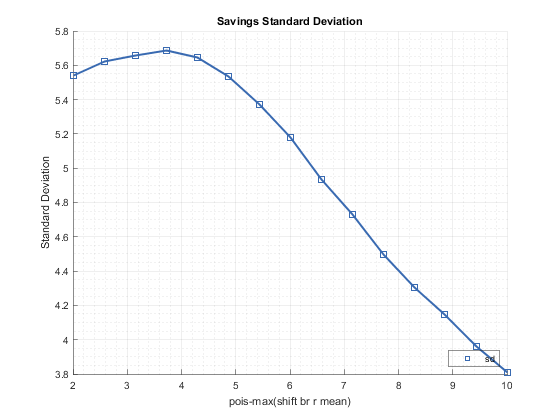 Savings Standard Deviation
5.8
5.6
5.4
5.2
5
4.8
4.6
4.4
4.2
4
3.8
Standard Deviation
sd
2 3 4 5 6 7 8 9 10
pois-max(shift br r mean)